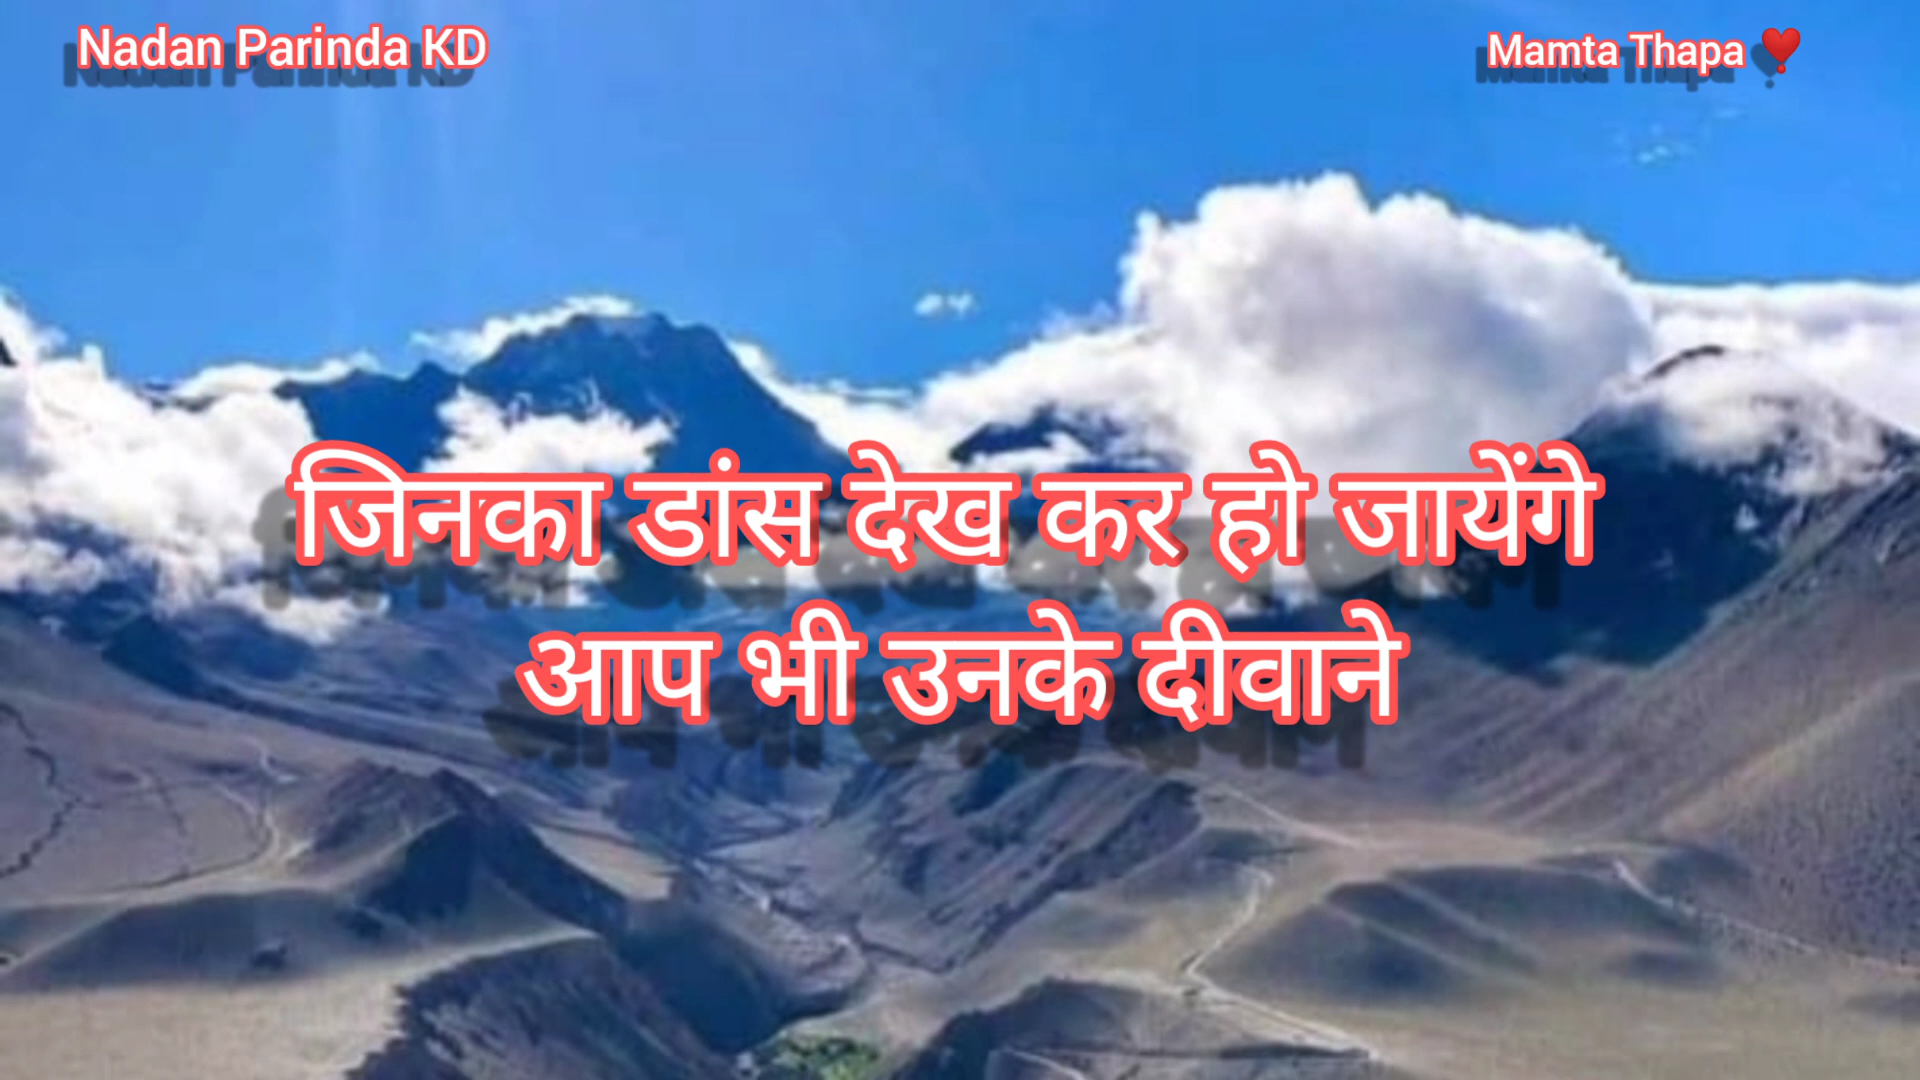 Nadan Parinda KD
Mamta Thapa ❣️
जिनका डांस देख कर हो जायेंगे
आप भी उनके दीवाने